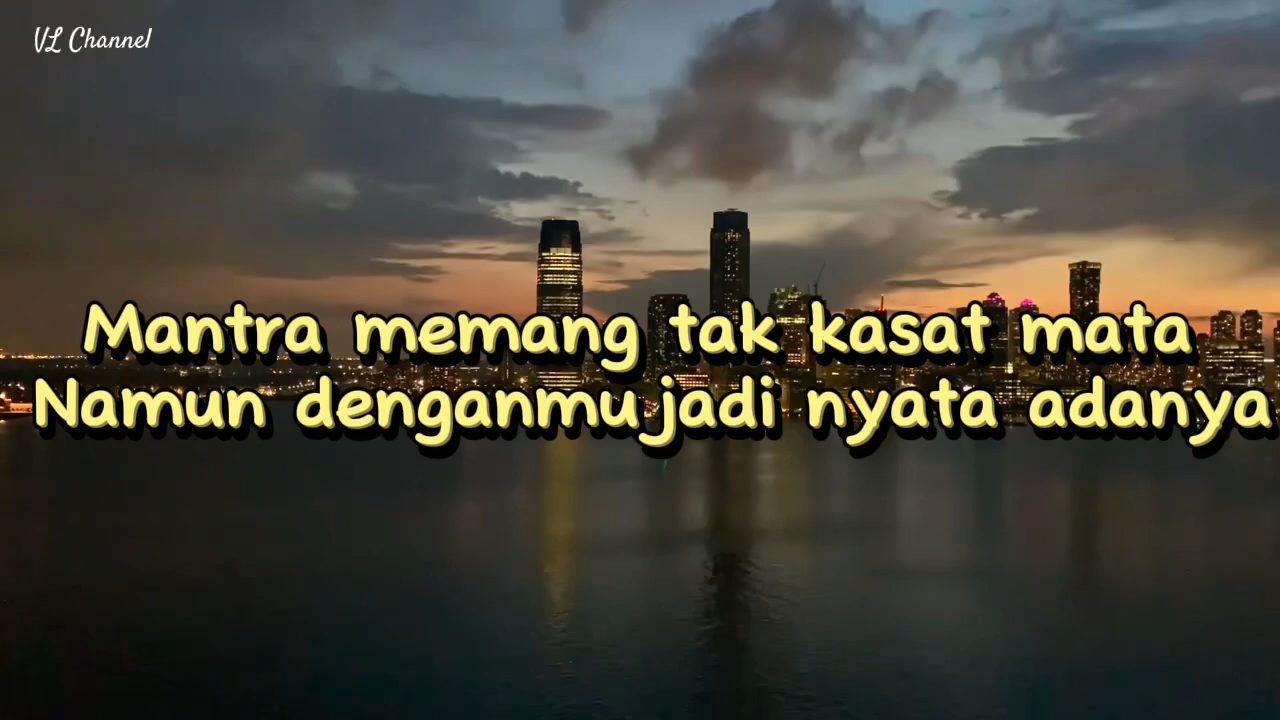 VL Channel
Mantra memang tak kasat mata
Namun denganmu jadi nyata adanya